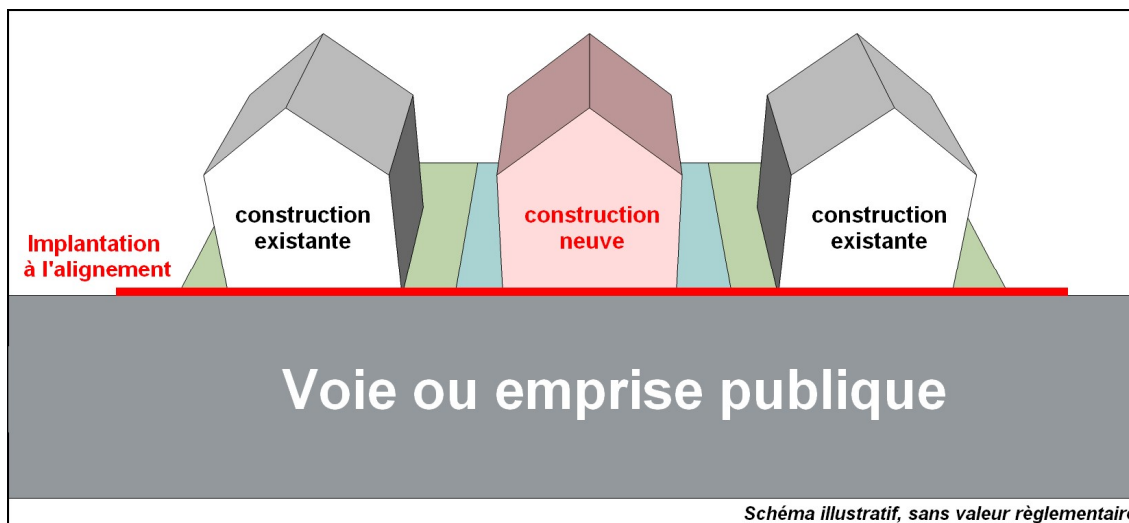 construction
existante
construction
neuve
construction
existante
Implantation
à l'alignement
Voie ou emprise publique
Schéma illustratif, sans valeur règlementaire